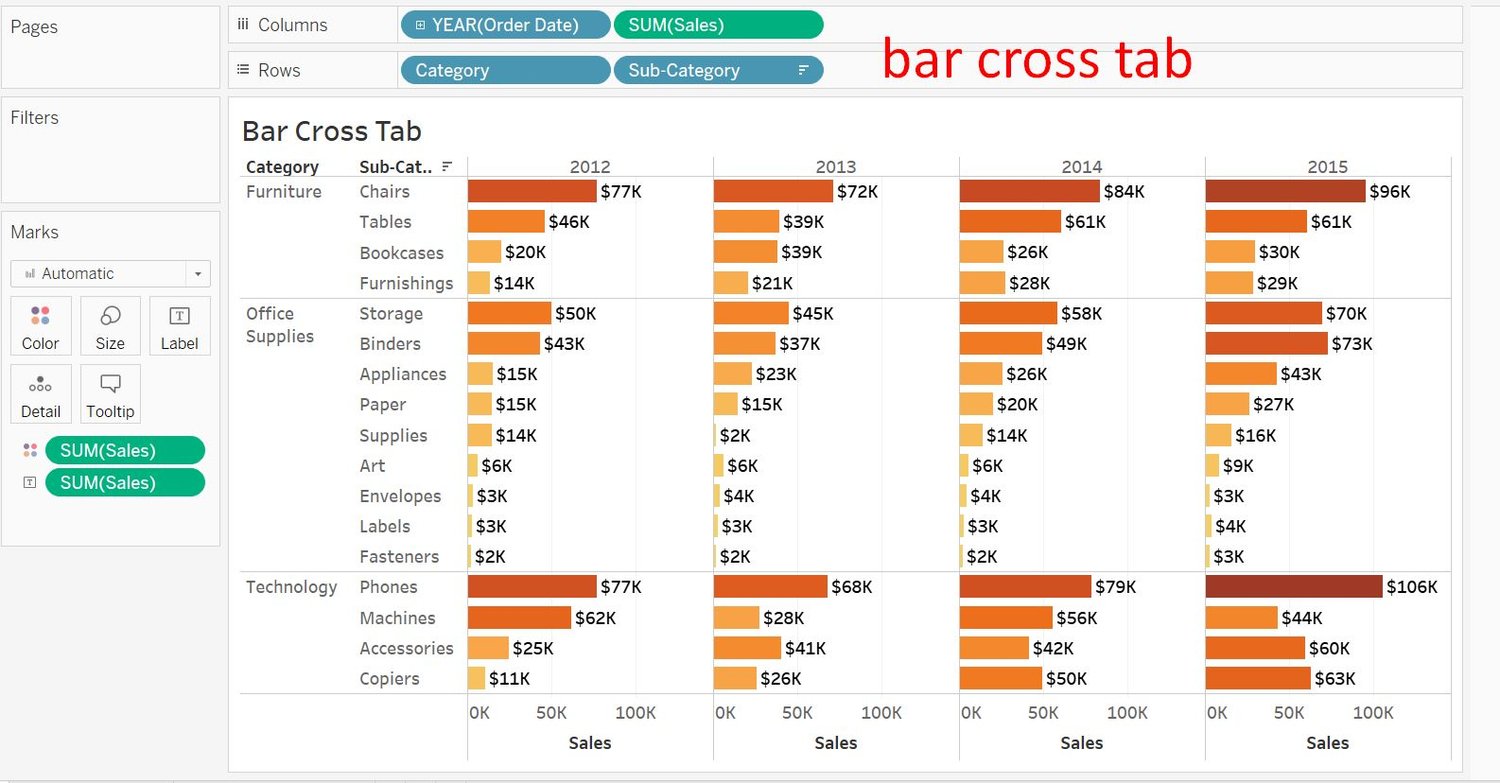 Pages
Columns YEAR(Order Date) SUM(Sales)
Rows Category Sub-Category
bar cross tab
Filters
Marks
Automatic
Color Size Label
Detail Tooltip
SUM(Sales)
SUM(Sales)
Bar Cross Tab
Category Sub-Cat.. 2012 2013 2014 2015
Furniture Chairs $77K $72K $84K $96K
Tables $46K $39K $61K $61K
Bookcases $20K $39K $26K $30K
Furnishings $14K $21K $28K $29K
Office Storage $50K $45K $58K $70K
Supplies Binders $43K $37K $49K $73K
Appliances $15K $23K $26K $43K
Paper $15K $15K $20K $27K
Supplies $14K $2K $14K $16K
Art $6K $6K $6K $9K
Envelopes $3K $4K $4K $3K
Labels $3K $3K $3K $4K
Fasteners $2K $2K $2K $3K
Technology Phones $77K $68K $79K $106K
Machines $62K $28K $56K $44K
Accessories $25K $41K $42K $60K
Copiers $11K $26K $50K $63K
0K 50K 100K 0K 50K 100K 0K 50K 100K 0K 50K 100K
Sales Sales Sales Sales